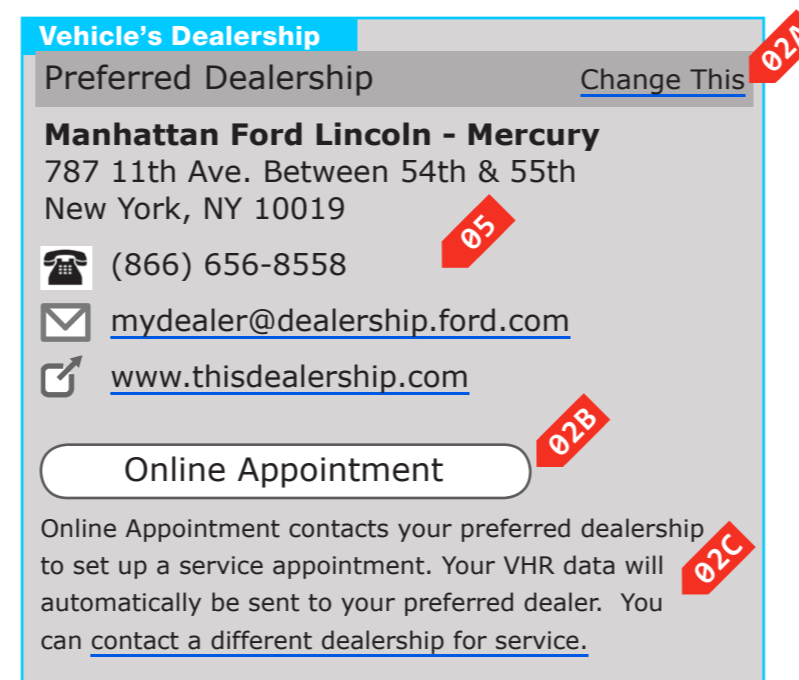 Vehicle's Dealership
Preferred Dealership Change This
02A
Manhattan Ford Lincoln - Mercury
787 11th Ave. Between 54th & 55th
New York, NY 10019
05
(866) 656-8558
mydealer@dealership.ford.com
www.thisdealership.com
02B
Online Appointment
Online Appointment contacts your preferred dealership
to set up a service appointment. Your VHR data will
02C
automatically be sent to your preferred dealer. You
can contact a different dealership for service.